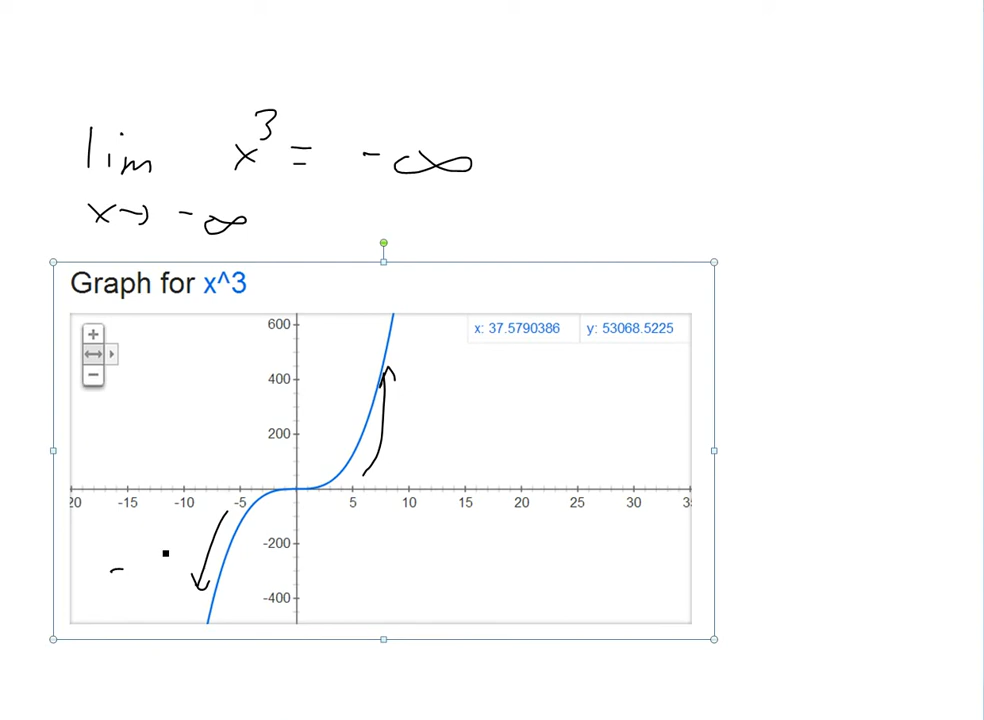 lim x^3 = -∞
x→ -∞
Graph for x^3
x: 37.5790386 y: 53068.5225
600
400
200
20 -15 -10 -5 5 10 15 20 25 30 3
-200
-400
-